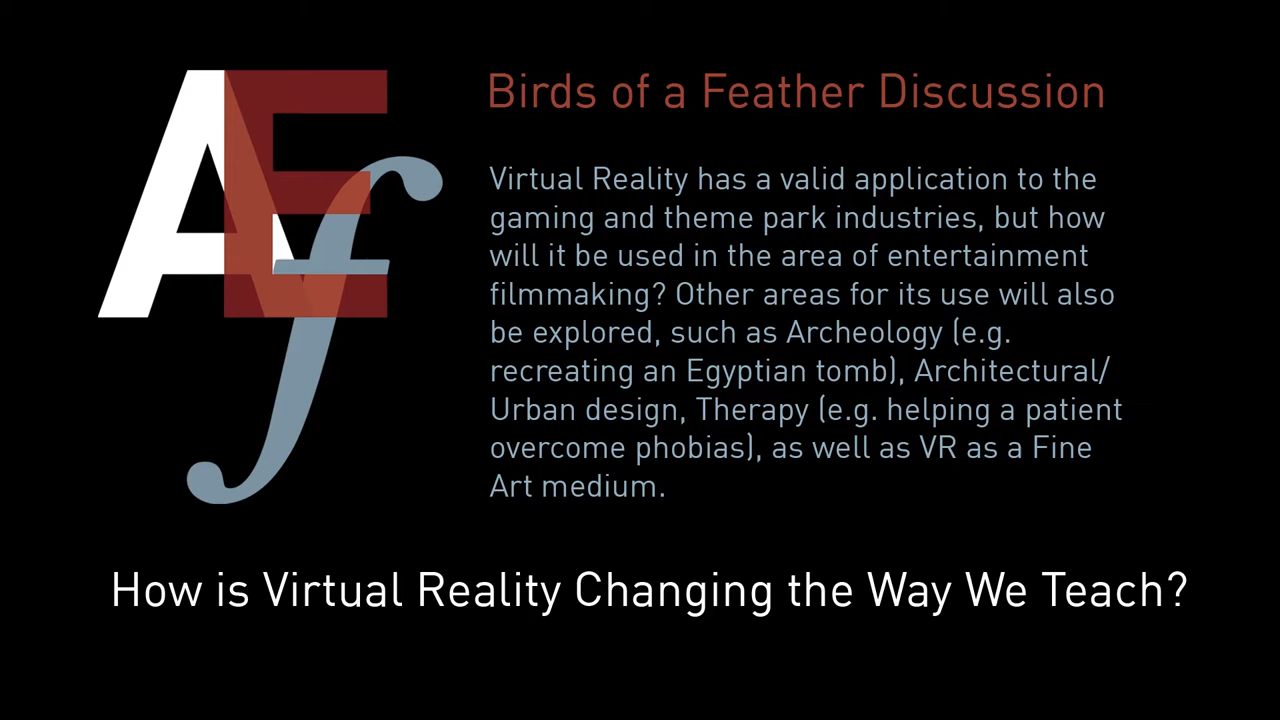 AEf
Birds of a Feather Discussion
Virtual Reality has a valid application to the
gaming and theme park industries, but how
will it be used in the area of entertainment
filmmaking? Other areas for its use will also
be explored, such as Archeology (e.g.
recreating an Egyptian tomb), Architectural/
Urban design, Therapy (e.g. helping a patient
overcome phobias), as well as VR as a Fine
Art medium.
How is Virtual Reality Changing the Way We Teach?